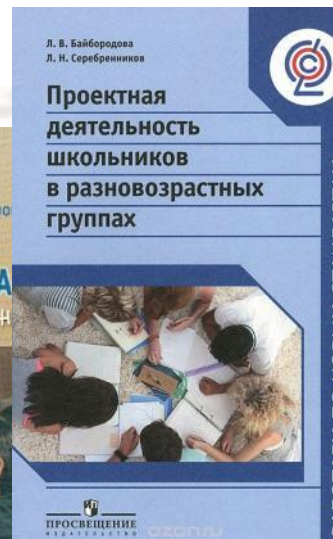 Л. В. Байбородова
Л. Н. Серебренников
Проектная
деятельность
школьников
в разновозрастных
группах
ПРОСВЕЩЕНИЕ
ИЗДАТЕЛЬСТВО
ozon.ru